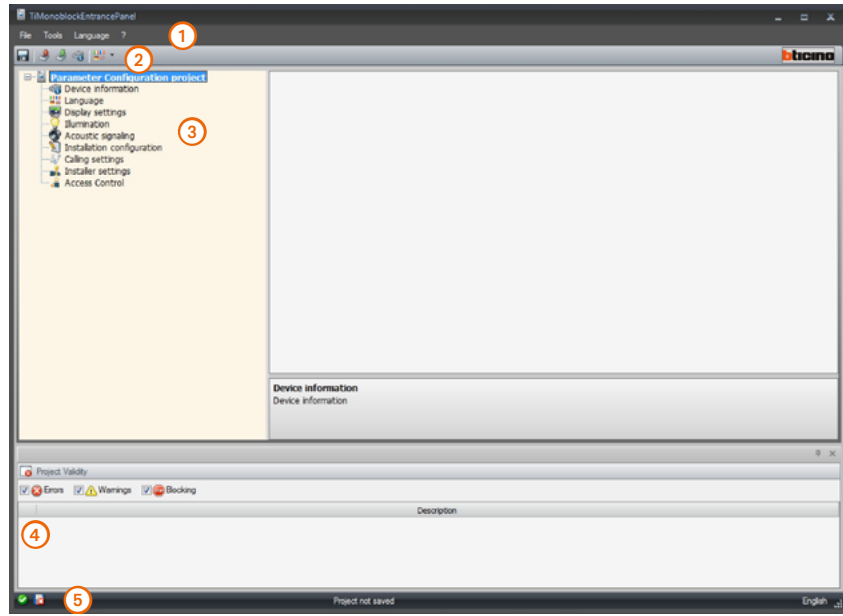 TiMonoblockEntrancePanel
File Tools Language ?
1
2
bticino
Parameter Configuration project
Device information
Language
Display settings
Illumination
Acoustic signaling
3
Installation configuration
Calling settings
Installer settings
Access Control
Device information
Device information
Project Validity
Errors Warnings Blocking
Description
4
5
Project not saved
English